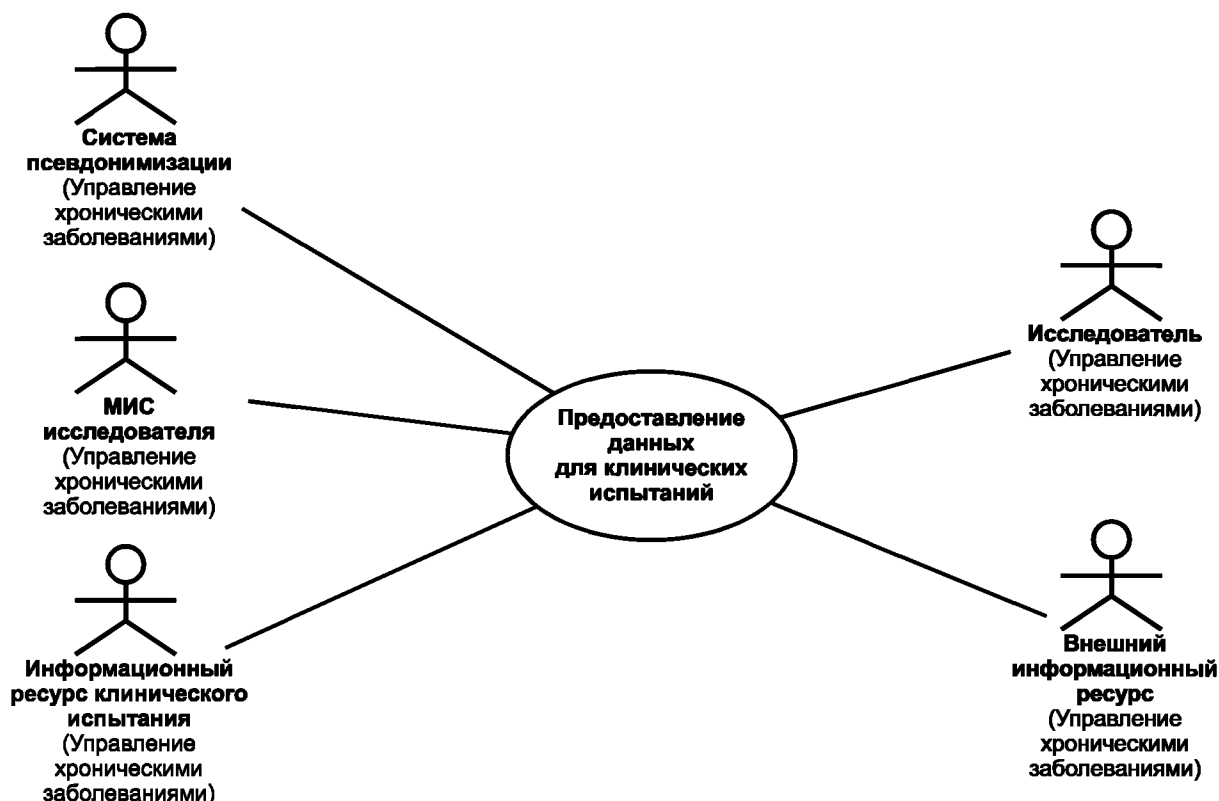 Система
псевдонимизации
(Управление
хроническими
заболеваниями)
МИС
исследователя
(Управление
хроническими
заболеваниями)
Информационный
ресурс клинического
испытания
(Управление
хроническими
заболеваниями)
Предоставление
данных
для клинических
испытаний
Исследователь
(Управление
хроническими
заболеваниями)
Внешний
информационный
ресурс
(Управление
хроническими
заболеваниями)